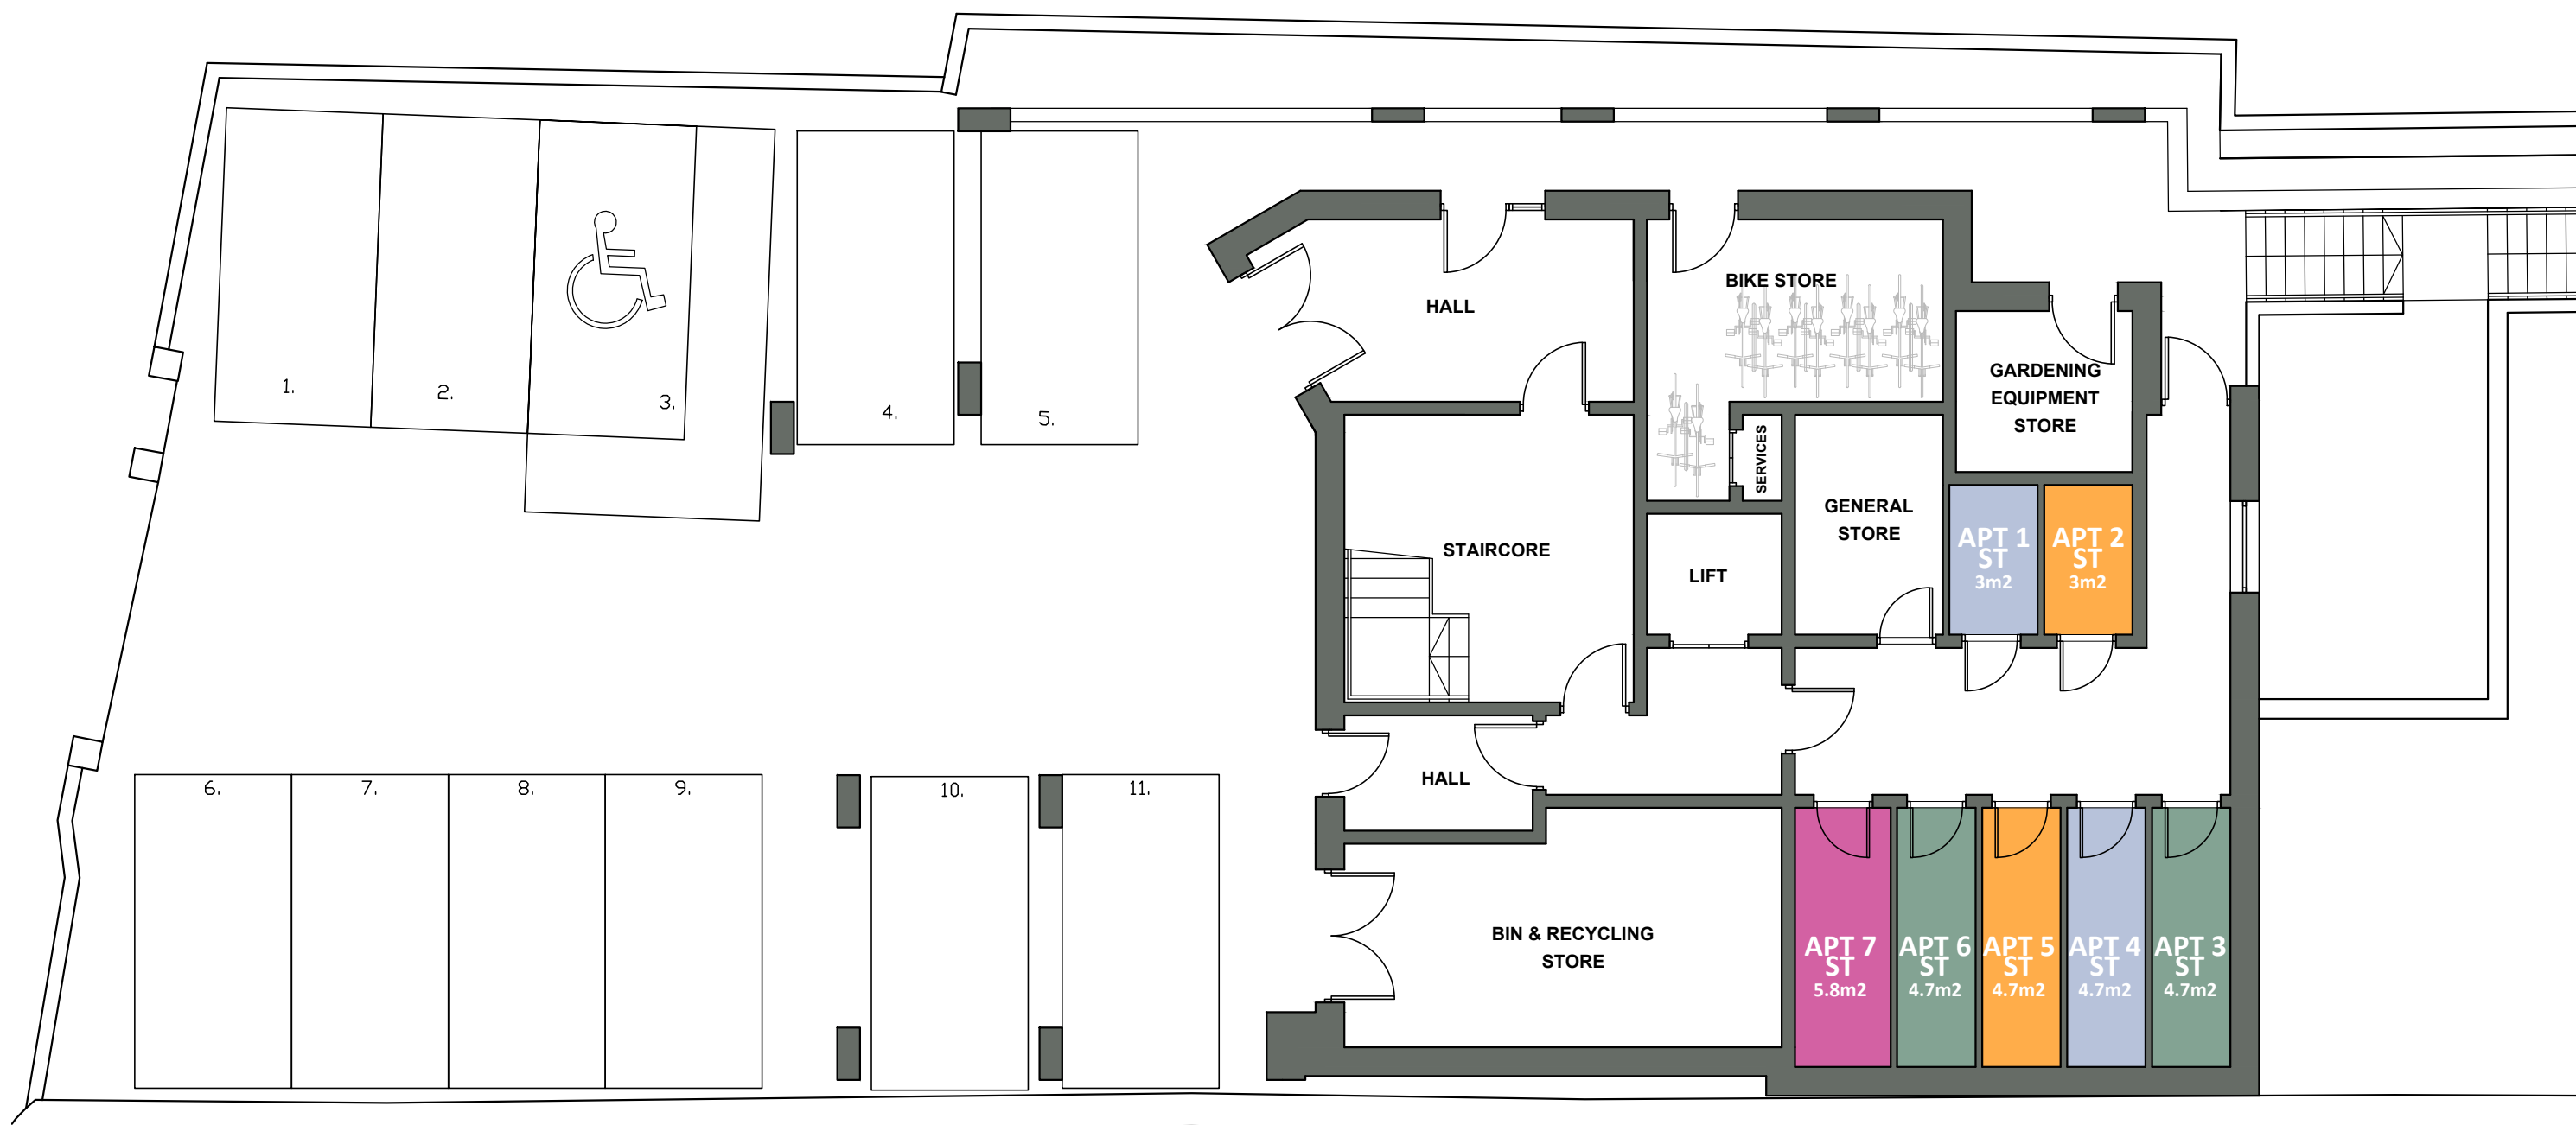 1.
2.
3.
4.
5.
HALL
BIKE STORE
GARDENING
EQUIPMENT
STORE
SERVICES
GENERAL
STORE
STAIRCORE
LIFT
APT 1
ST
3m2
APT 2
ST
3m2
HALL
6.
7.
8.
9.
10.
11.
BIN & RECYCLING
STORE
APT 7
ST
5.8m2
APT 6
ST
4.7m2
APT 5
ST
4.7m2
APT 4
ST
4.7m2
APT 3
ST
4.7m2